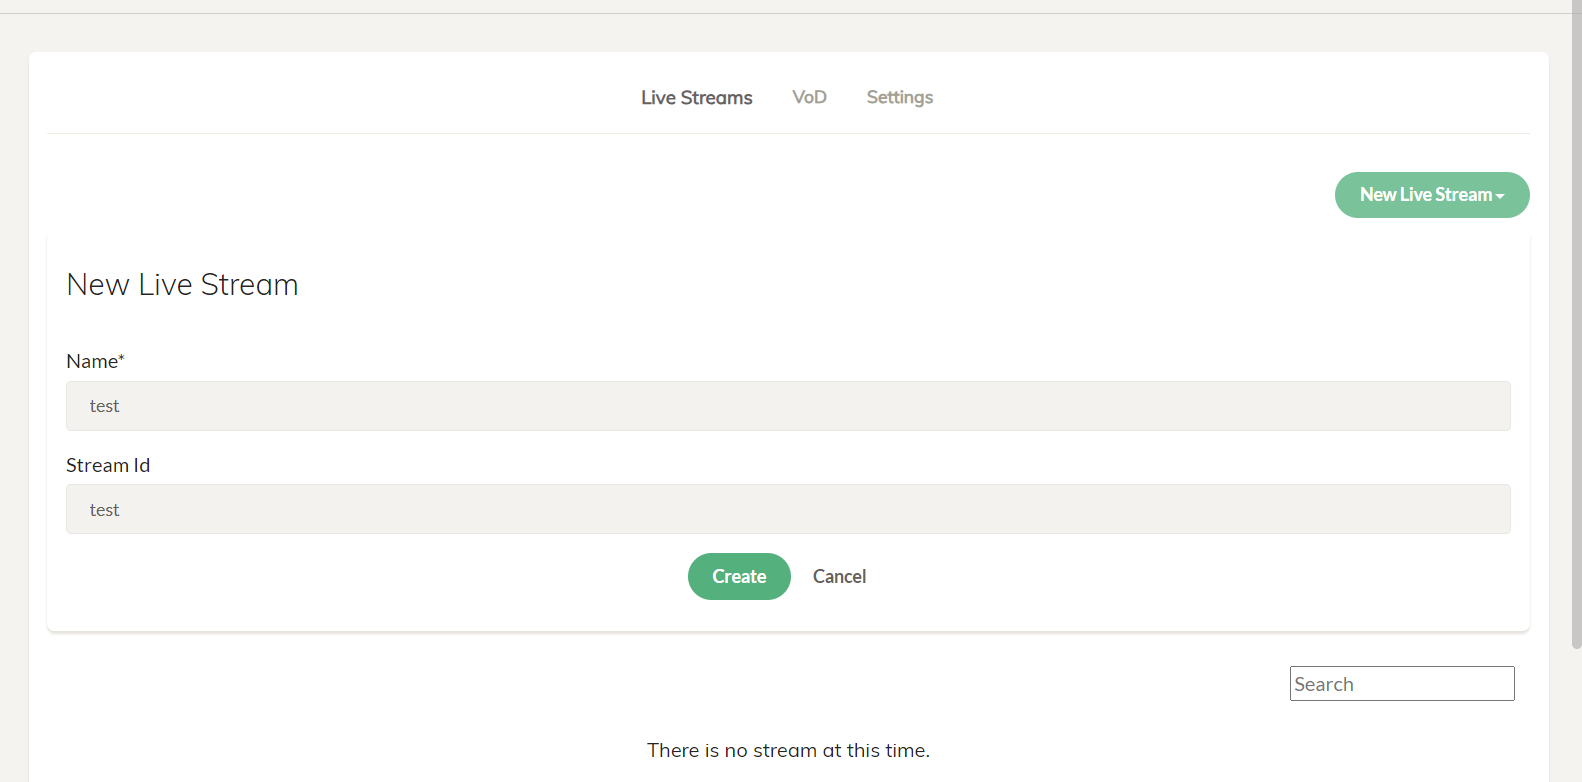 Live Streams VoD Settings
New Live Stream
New Live Stream
Name*
test
Stream Id
test
Create Cancel
Search
There is no stream at this time.